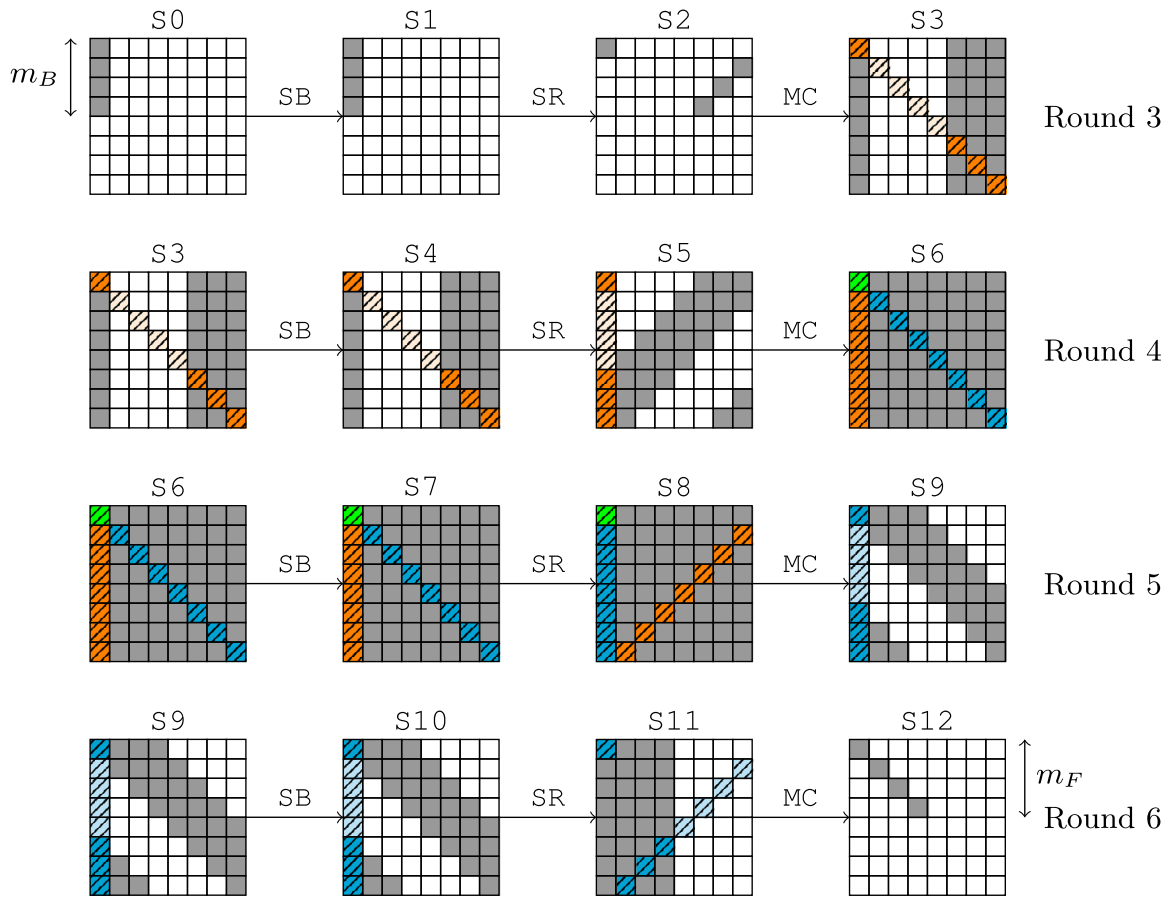 S0 S1 S2 S3
m_B SB SR MC Round 3
S3 S4 S5 S6
SB SR MC Round 4
S6 S7 S8 S9
SB SR MC Round 5
S9 S10 S11 S12
SB SR MC m_F
Round 6